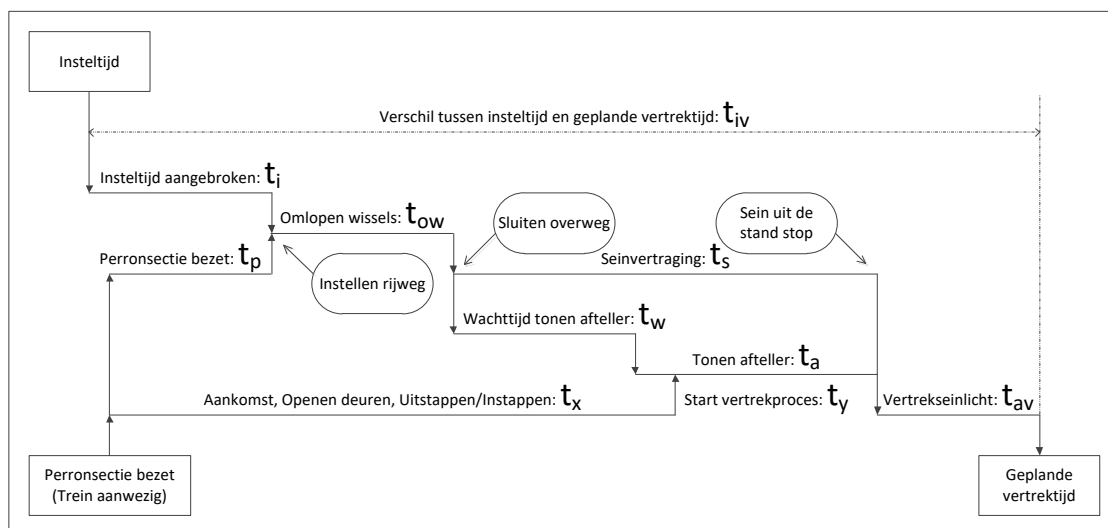 Insteltijd
Verschil tussen insteltijd en geplande vertrektijd: tiv
Insteltijd aangebroken: ti
Omlopen wissels: tow
Sluiten overweg
Sein uit de
stand stop
Perronsectie bezet: tp
Instellen rijweg
Seinvertraging: ts
Wachttijd tonen afteller: tw
Tonen afteller: ta
Aankomst, Openen deuren, Uitstappen/Instappen: tx
Start vertrekproces: ty
Vertrekseinlicht: tav
Perronsectie bezet
(Trein aanwezig)
Geplande
vertrektijd